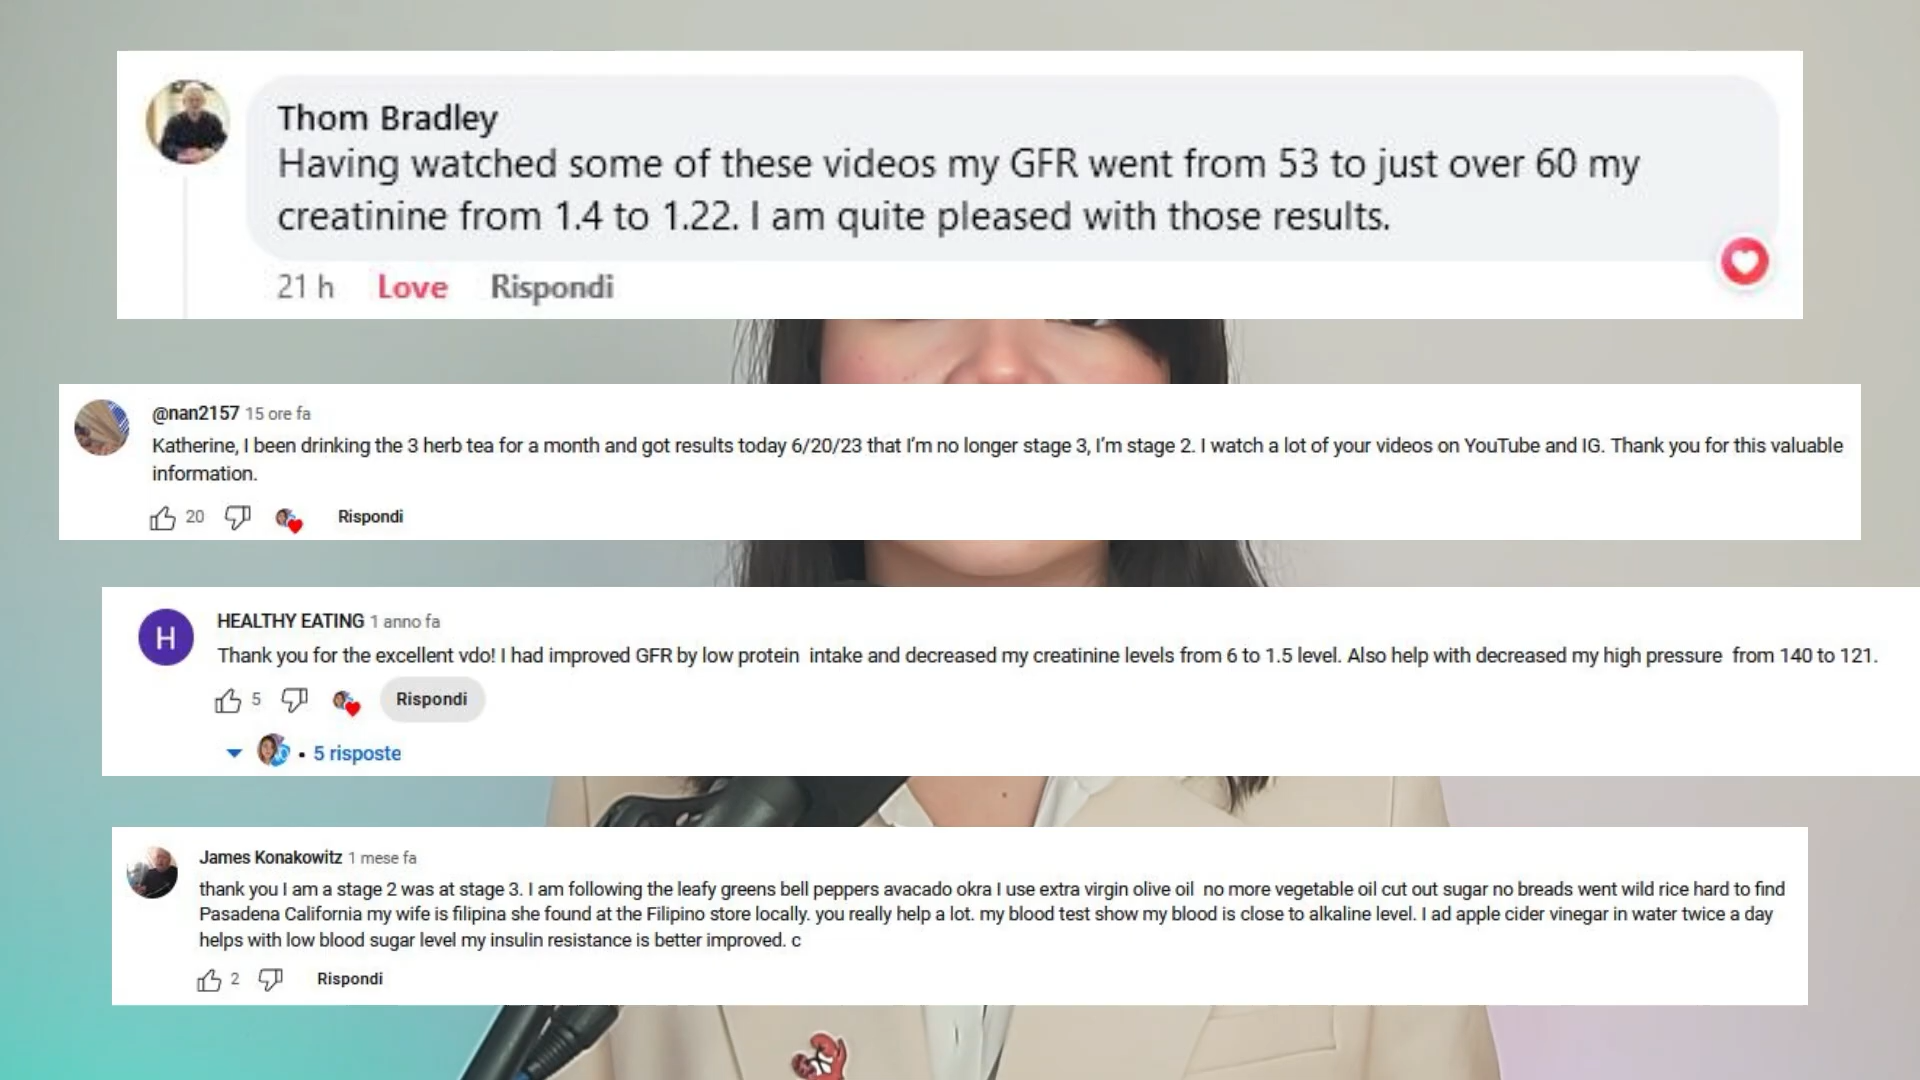 Thom Bradley
Having watched some of these videos my GFR went from 53 to just over 60 my
creatinine from 1.4 to 1.22. I am quite pleased with those results.
21 h Love Rispondi
@nan2157 15 ore fa
Katherine, I been drinking the 3 herb tea for a month and got results today 6/20/23 that I'm no longer stage 3, I'm stage 2. I watch a lot of your videos on YouTube and IG. Thank you for this valuable
information.
20 Rispondi
H
HEALTHY EATING 1 anno fa
Thank you for the excellent vdo! I had improved GFR by low protein intake and decreased my creatinine levels from 6 to 1.5 level. Also help with decreased my high pressure from 140 to 121.
5 Rispondi
• 5 risposte
James Konakowitz 1 mese fa
thank you I am a stage 2 was at stage 3. I am following the leafy greens bell peppers avacado okra I use extra virgin olive oil no more vegetable oil cut out sugar no breads went wild rice hard to find
Pasadena California my wife is filipina she found at the Filipino store locally. you really help a lot. my blood test show my blood is close to alkaline level. I ad apple cider vinegar in water twice a day
helps with low blood sugar level my insulin resistance is better improved. c
2 Rispondi